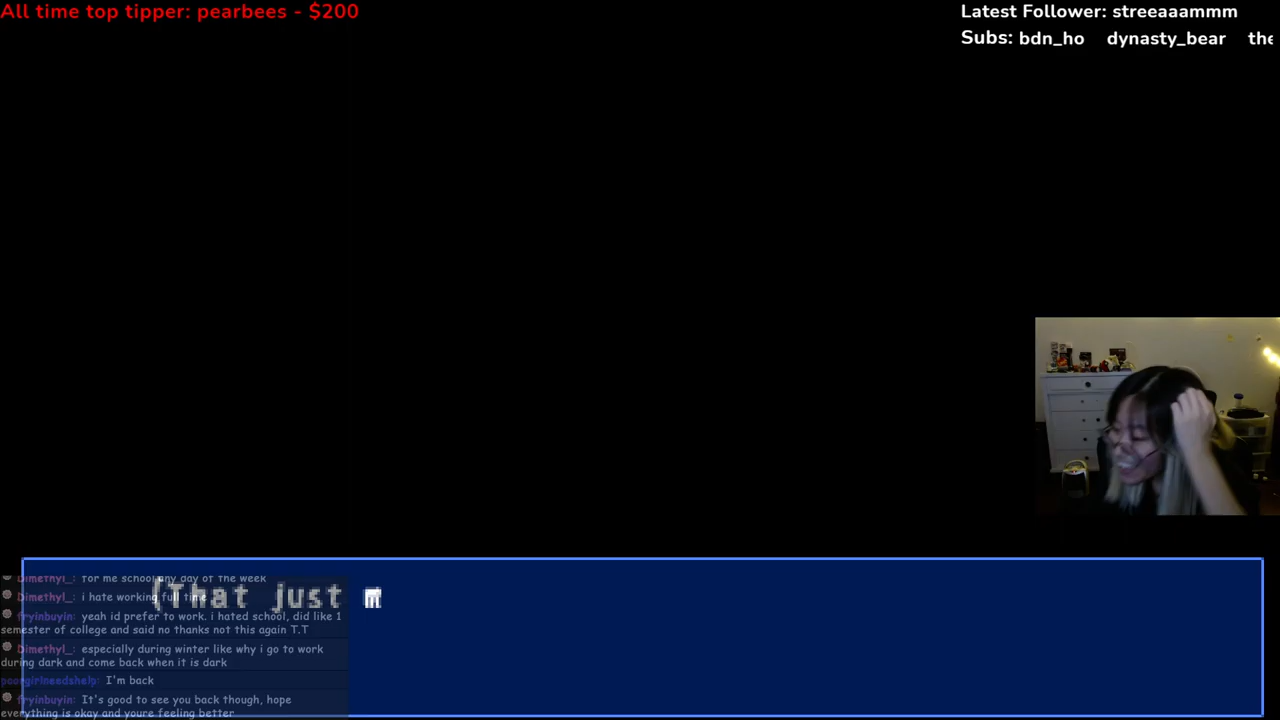 All time top tipper: pearbees - $200
Latest Follower: streeaaammm
Subs: bdn_ho dynasty_bear the
(That just m
Dimethyl_: for me school any day of the week
Dimethyl_: i hate working full time
fryinbuyin: yeah id prefer to work. i hated school, did like 1
semester of college and said no thanks not this again T.T
Dimethyl_: especially during winter like why i go to work
during dark and come back when it is dark
poorgirlneedshelp: I'm back
fryinbuyin: It's good to see you back though, hope
everything is okay and youre feeling better